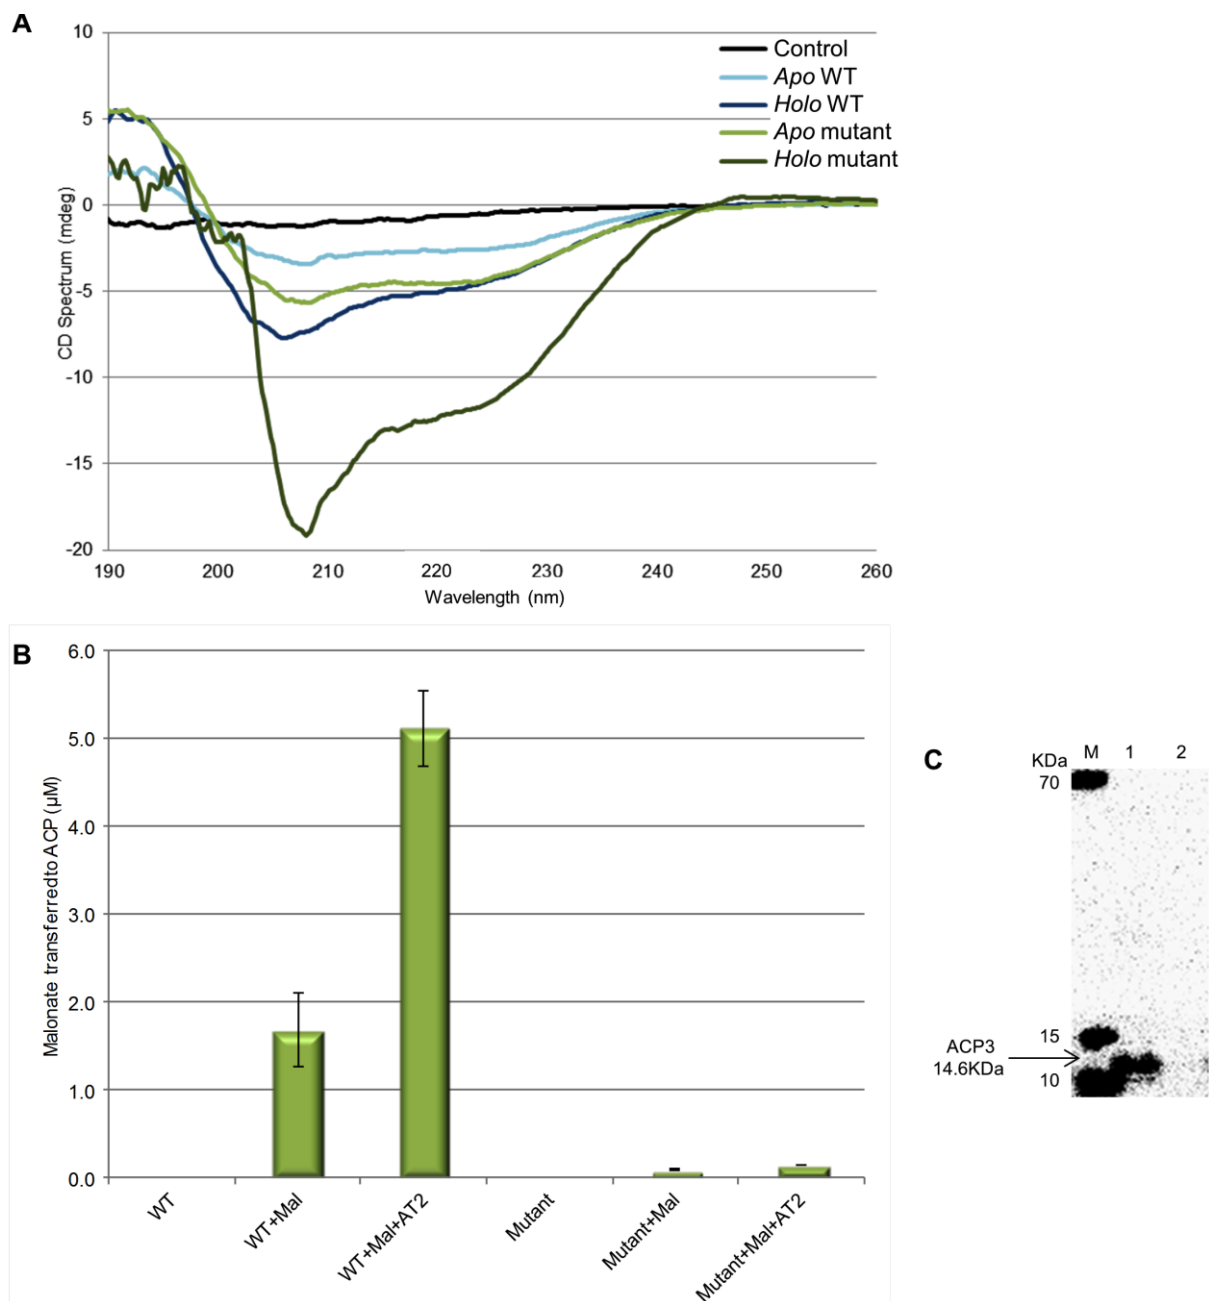 A
10
5
0
-5
-10
-15
-20
CD Spectrum (mdeg)
Control
Apo WT
Holo WT
Apo mutant
Holo mutant
190 200 210 220 230 240 250 260
Wavelength (nm)
B
6.0
5.0
4.0
3.0
2.0
1.0
0.0
Malonate transferred to ACP (µM)
WT
WT+Mal
WT+Mal+AT2
Mutant
Mutant+Mal
Mutant+Mal+AT2
C
KDa M 1 2
70
15
ACP3
14.6KDa
10